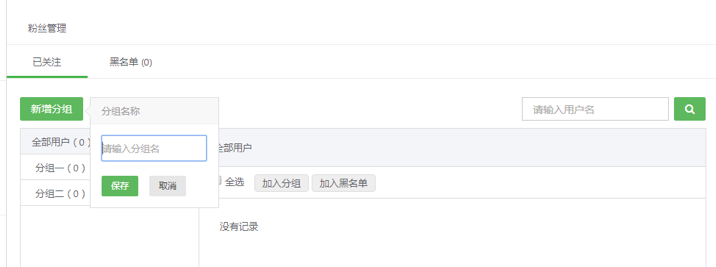 粉丝管理
已关注 黑名单 (0)
新增分组 分组名称 请输入用户名
全部用户 ( 0 ) 请输入分组名 全部用户
分组一 ( 0 ) 全选 加入分组 加入黑名单
分组二 ( 0 ) 保存 取消
没有记录